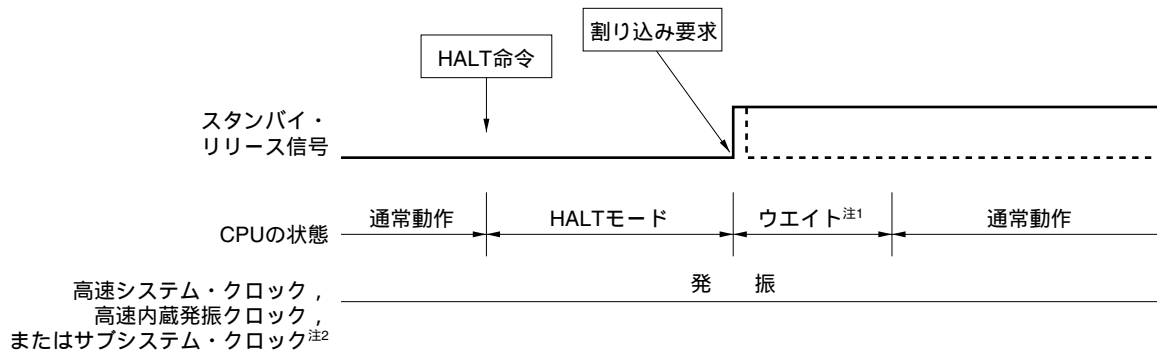 割り込み要求
HALT命令
スタンバイ・
リリース信号
CPUの状態
通常動作
HALTモード
ウエイト注1
通常動作
高速システム・クロック，
高速内蔵発振クロック，
またはサブシステム・クロック注2
発　振